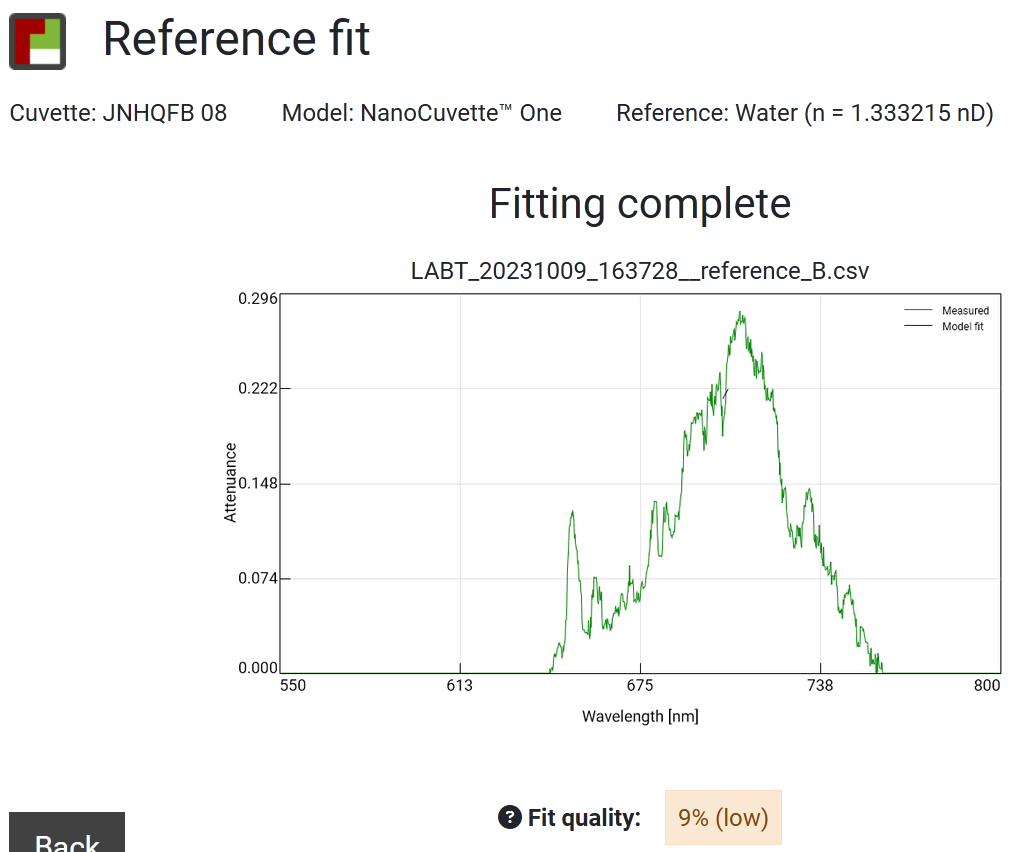 Reference fit
Cuvette: JNHQFB 08 Model: NanoCuvette™ One Reference: Water (n = 1.333215 nD)
Fitting complete
LABT_20231009_163728__reference_B.csv
0.296
Measured
Model fit
0.222
Attenuance
0.148
0.074
0.000
550 613 675 738 800
Wavelength [nm]
? Fit quality: 9% (low)
Back